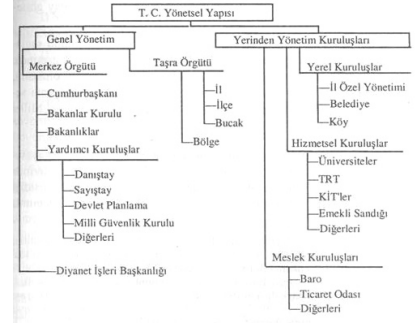 T. C. Yönetsel Yapısı
Genel Yönetim
Merkez Örgütü
Cumhurbaşkanı
Bakanlar Kurulu
Bakanlıklar
Yardımcı Kuruluşlar
Danıştay
Sayıştay
Devlet Planlama
Milli Güvenlik Kurulu
Diğerleri
Diyanet İşleri Başkanlığı
Taşra Örgütü
İl
İlçe
Bucak
Bölge
Yerinden Yönetim Kuruluşları
Yerel Kuruluşlar
İl Özel Yönetimi
Belediye
Köy
Hizmetsel Kuruluşlar
Üniversiteler
TRT
KİT'ler
Emekli Sandığı
Diğerleri
Meslek Kuruluşları
Baro
Ticaret Odası
Diğerleri